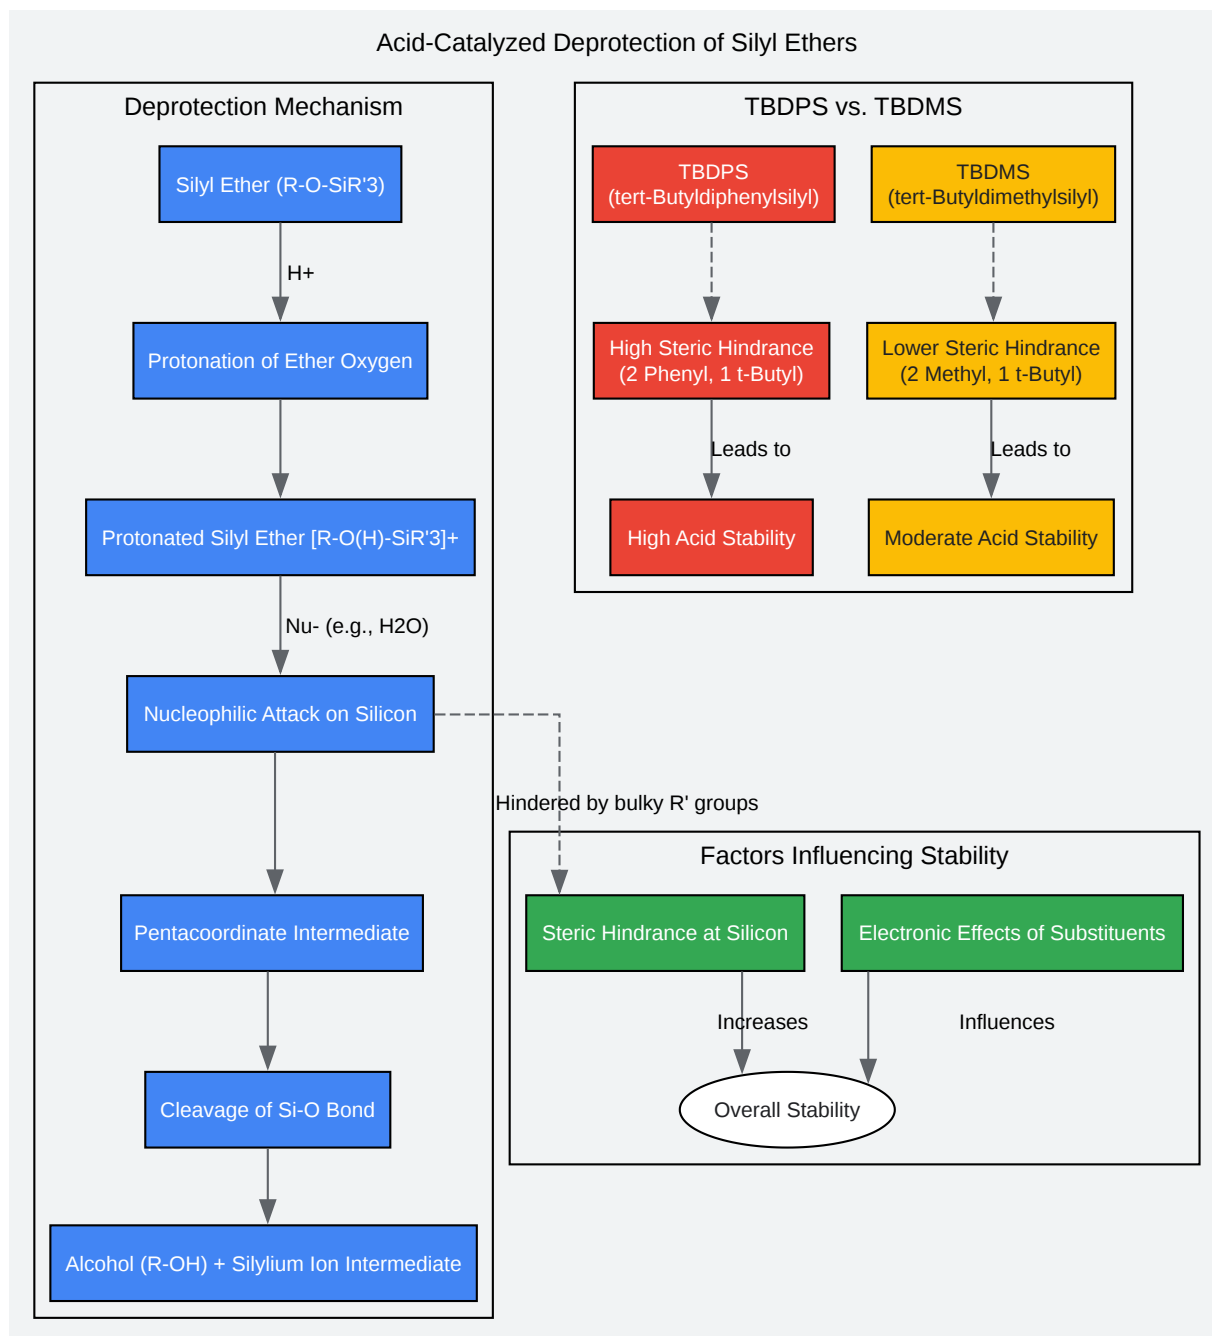 Acid-Catalyzed Deprotection of Silyl Ethers
Deprotection Mechanism
Silyl Ether (R-O-SiR'3)
H+
Protonation of Ether Oxygen
Protonated Silyl Ether [R-O(H)-SiR'3]+
Nu- (e.g., H2O)
Nucleophilic Attack on Silicon
Hindered by bulky R' groups
Pentacoordinate Intermediate
Cleavage of Si-O Bond
Alcohol (R-OH) + Silylium Ion Intermediate
TBDPS vs. TBDMS
TBDPS
(tert-Butyldiphenylsilyl)
High Steric Hindrance
(2 Phenyl, 1 t-Butyl)
Leads to
High Acid Stability
TBDMS
(tert-Butyldimethylsilyl)
Lower Steric Hindrance
(2 Methyl, 1 t-Butyl)
Leads to
Moderate Acid Stability
Factors Influencing Stability
Steric Hindrance at Silicon
Increases
Electronic Effects of Substituents
Influences
Overall Stability